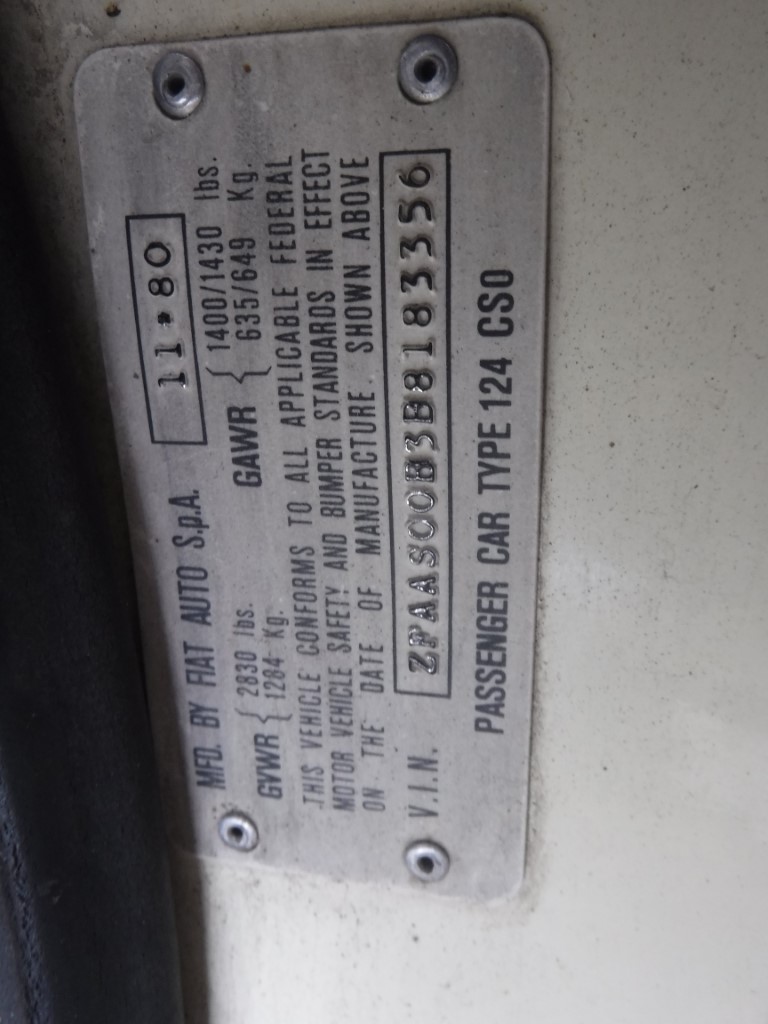 MFD. BY FIAT AUTO S.p.A. 11*80
GVWR { 2830 lbs. GAWR { 1400/1430 lbs.
1284 Kg. 635/649 Kg.
THIS VEHICLE CONFORMS TO ALL APPLICABLE FEDERAL
MOTOR VEHICLE SAFETY AND BUMPER STANDARDS IN EFFECT
ON THE DATE OF MANUFACTURE SHOWN ABOVE
V.I.N. ZFAAS00B3B8183356
PASSENGER CAR TYPE 124 CS0